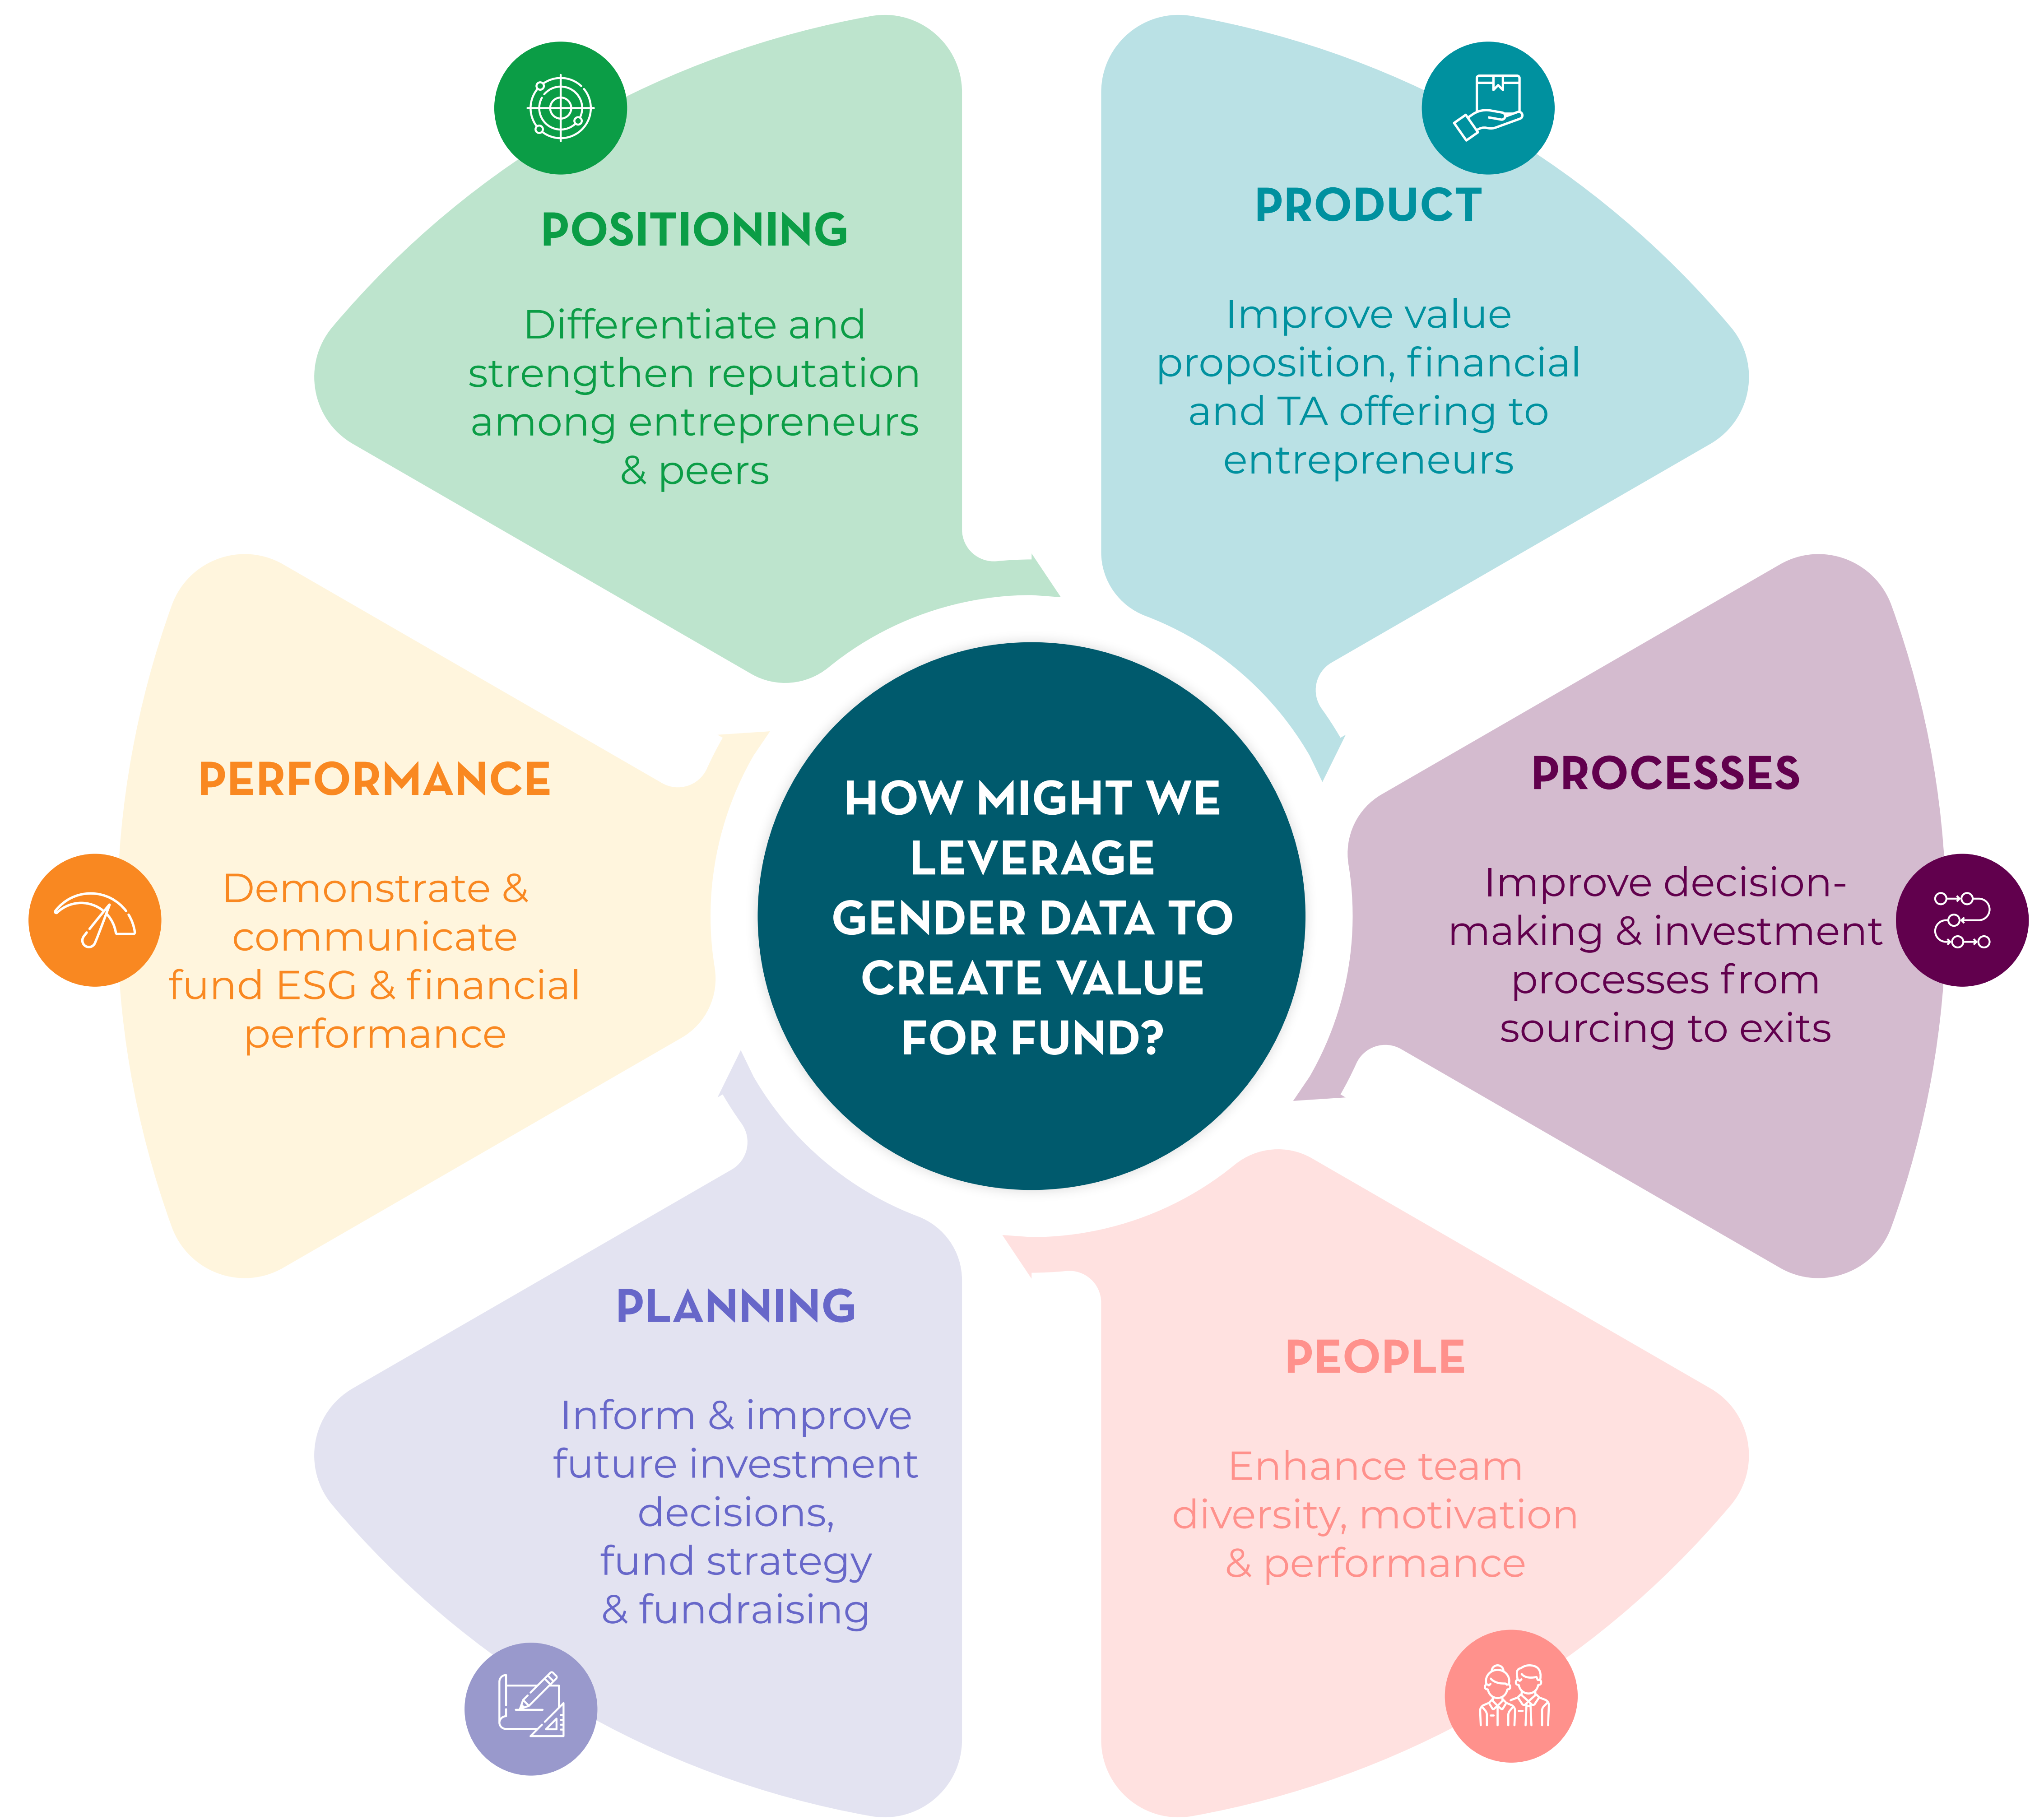 POSITIONING
Differentiate and
strengthen reputation
among entrepreneurs
& peers
PRODUCT
Improve value
proposition, financial
and TA offering to
entrepreneurs
PERFORMANCE
Demonstrate &
communicate
fund ESG & financial
performance
HOW MIGHT WE
LEVERAGE
GENDER DATA TO
CREATE VALUE
FOR FUND?
PROCESSES
Improve decision-
making & investment
processes from
sourcing to exits
PLANNING
Inform & improve
future investment
decisions,
fund strategy
& fundraising
PEOPLE
Enhance team
diversity, motivation
& performance